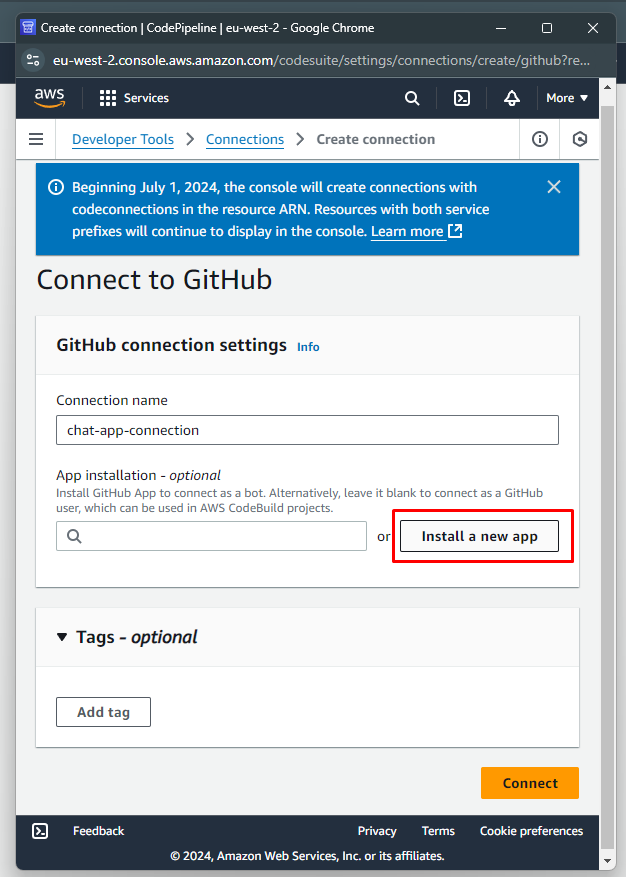 Create connection | CodePipeline | eu-west-2 - Google Chrome
eu-west-2.console.aws.amazon.com/codesuite/settings/connections/create/github?re...
aws
Services
More
Developer Tools > Connections > Create connection
Beginning July 1, 2024, the console will create connections with
codeconnections in the resource ARN. Resources with both service
prefixes will continue to display in the console. Learn more
Connect to GitHub
GitHub connection settings Info
Connection name
chat-app-connection
App installation - optional
Install GitHub App to connect as a bot. Alternatively, leave it blank to connect as a GitHub
user, which can be used in AWS CodeBuild projects.
or Install a new app
Tags - optional
Add tag
Connect
Feedback Privacy Terms Cookie preferences
© 2024, Amazon Web Services, Inc. or its affiliates.